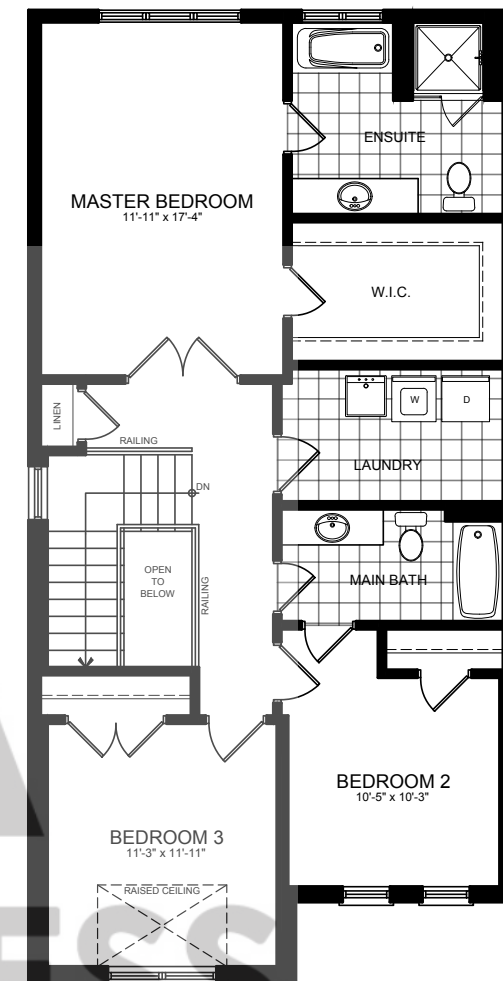 ENSUITE
MASTER BEDROOM
11'-11" x 17'-4"
W.I.C.
LINEN
RAILING
W
D
LAUNDRY
DN
OPEN
TO
BELOW
RAILING
MAIN BATH
BEDROOM 2
10'-5" x 10'-3"
BEDROOM 3
11'-3" x 11'-11"
RAISED CEILING